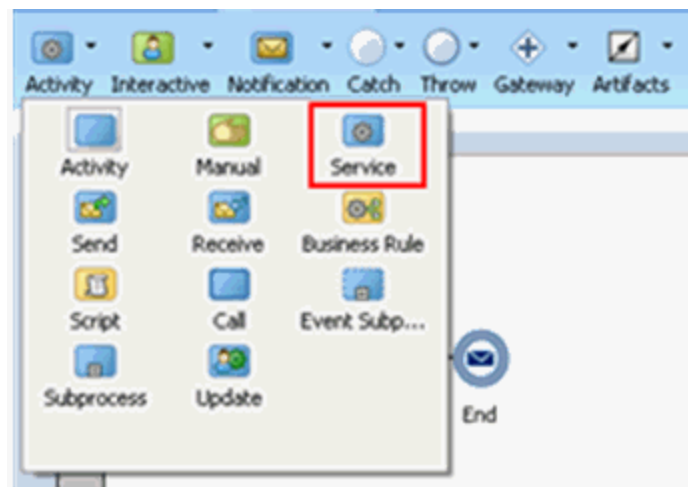 Activity Interactive Notification Catch Throw Gateway Artifacts
Activity Manual Service
Send Receive Business Rule
Script Call Event Subp...
Subprocess Update
End